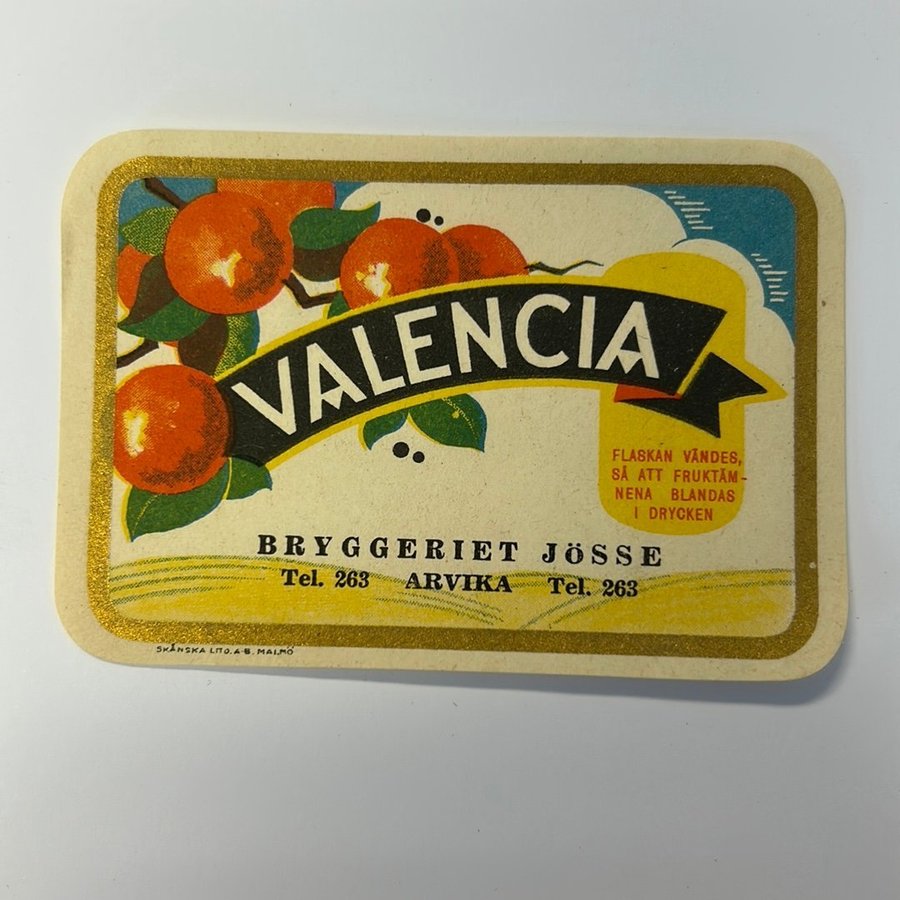 VALENCIA
FLASKAN VÄNDES,
SÅ ATT FRUKTÄM-
NENA BLANDAS
I DRYCKEN
BRYGGERIET JÖSSE
Tel. 263 ARVIKA Tel. 263
SKÅNSKA LITO. A-B. MALMÖ